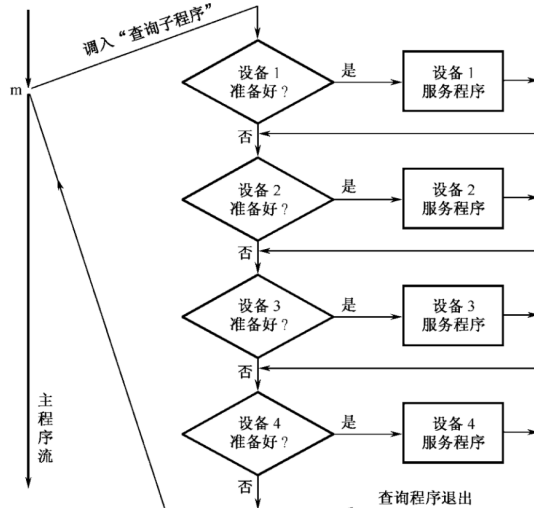 调入“查询子程序”
m
设备 1
准备好?
是
设备 1
服务程序
否
设备 2
准备好?
是
设备 2
服务程序
否
设备 3
准备好?
是
设备 3
服务程序
否
设备 4
准备好?
是
设备 4
服务程序
否
主程序流
查询程序退出